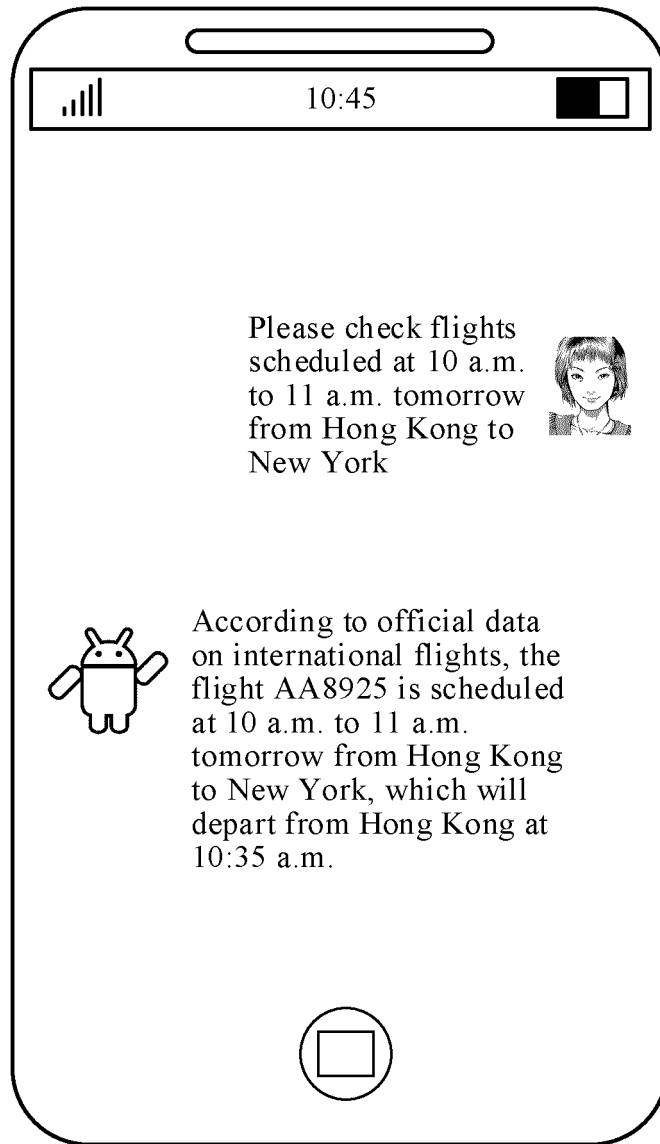 10:45
Please check flights
scheduled at 10 a.m.
to 11 a.m. tomorrow
from Hong Kong to
New York
According to official data
on international flights, the
flight AA8925 is scheduled
at 10 a.m. to 11 a.m.
tomorrow from Hong Kong
to New York, which will
depart from Hong Kong at
10:35 a.m.